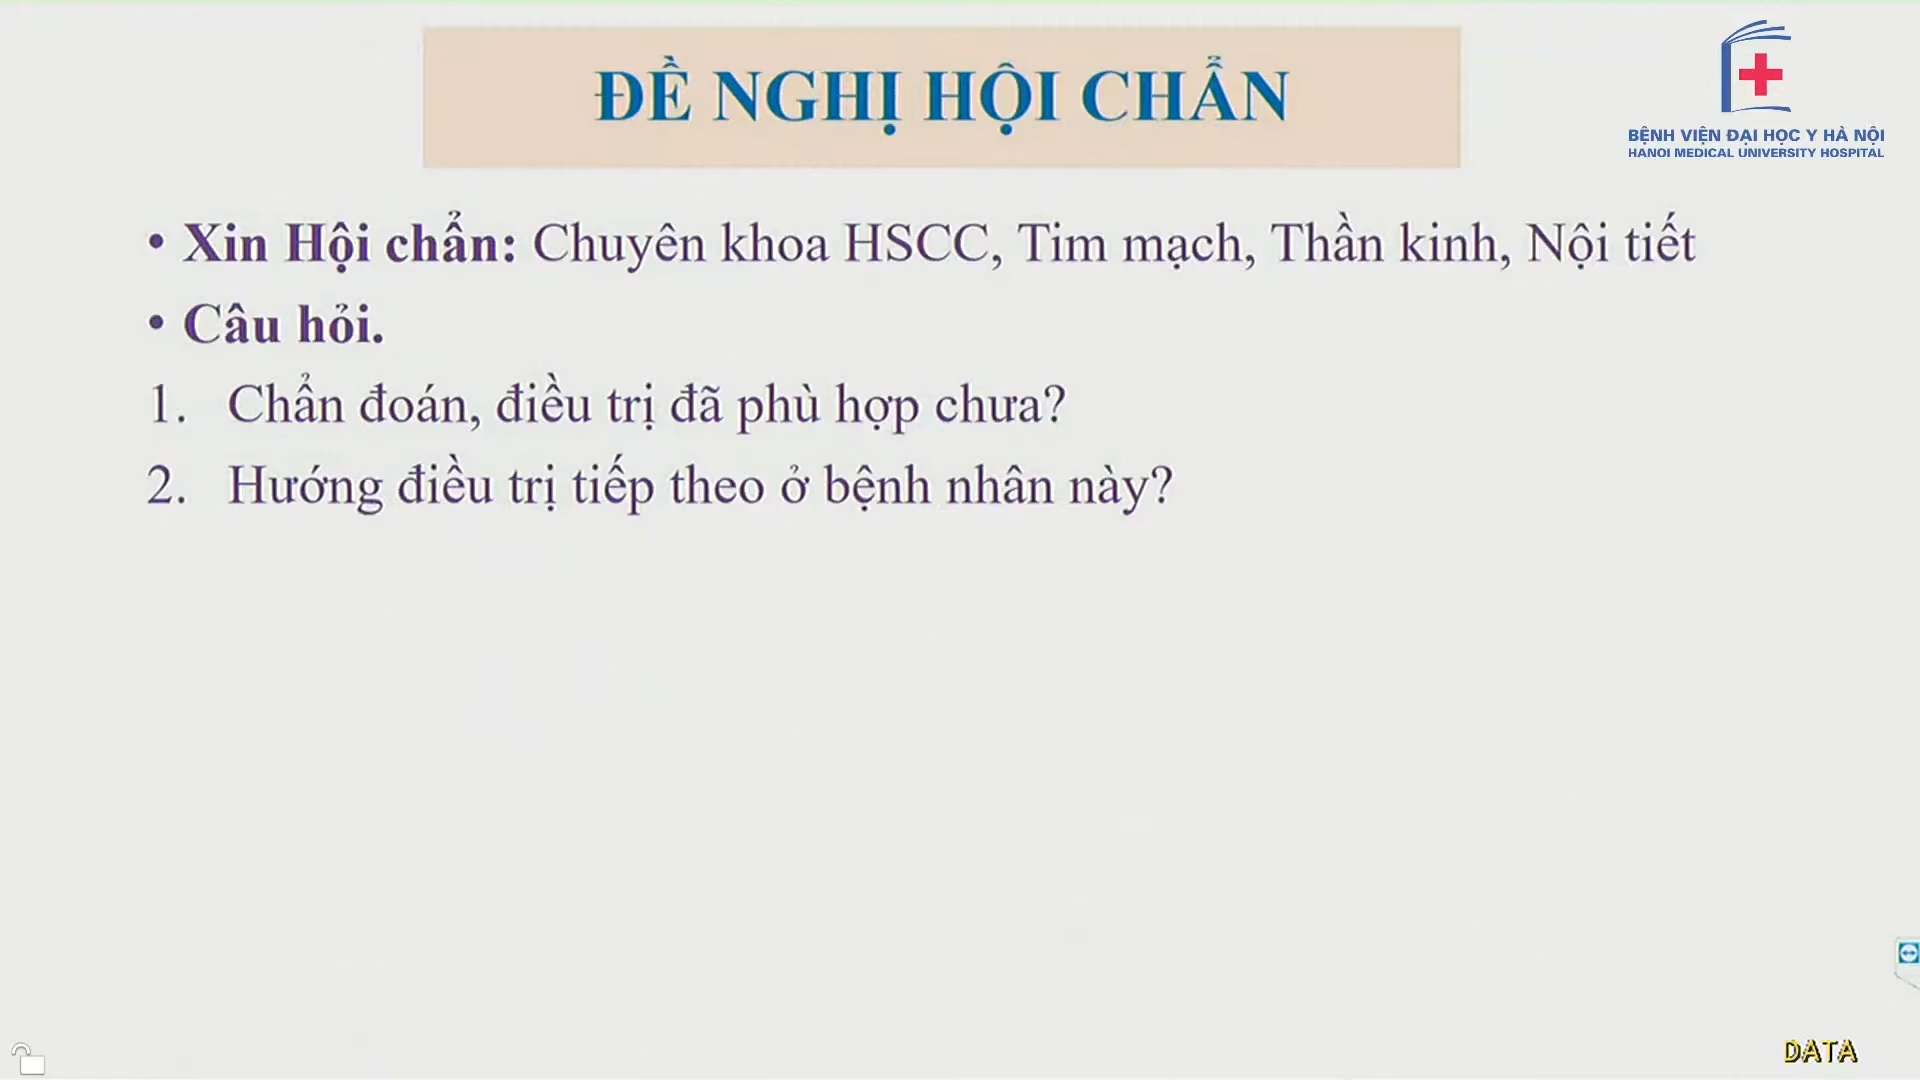 ĐỀ NGHỊ HỘI CHẨN
BỆNH VIỆN ĐẠI HỌC Y HÀ NỘI
HANOI MEDICAL UNIVERSITY HOSPITAL
• Xin Hội chẩn: Chuyên khoa HSCC, Tim mạch, Thần kinh, Nội tiết
• Câu hỏi.
1. Chẩn đoán, điều trị đã phù hợp chưa?
2. Hướng điều trị tiếp theo ở bệnh nhân này?
DATA